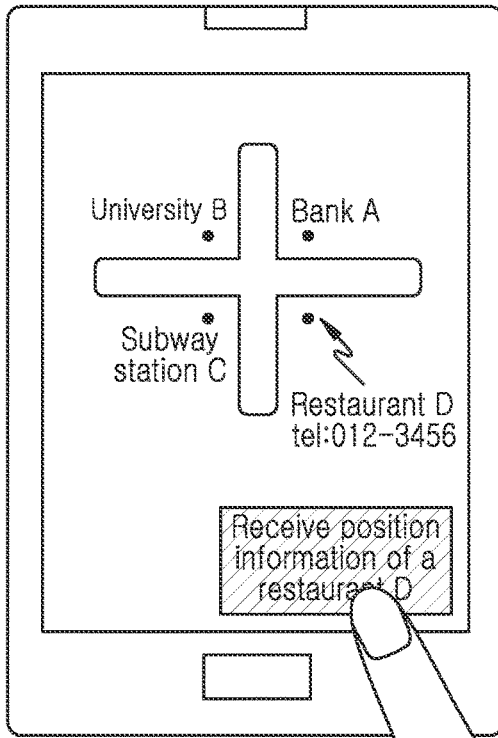 University B
Bank A
Subway
station C
Restaurant D
tel:012-3456
Receive position
information of a
restaurant D